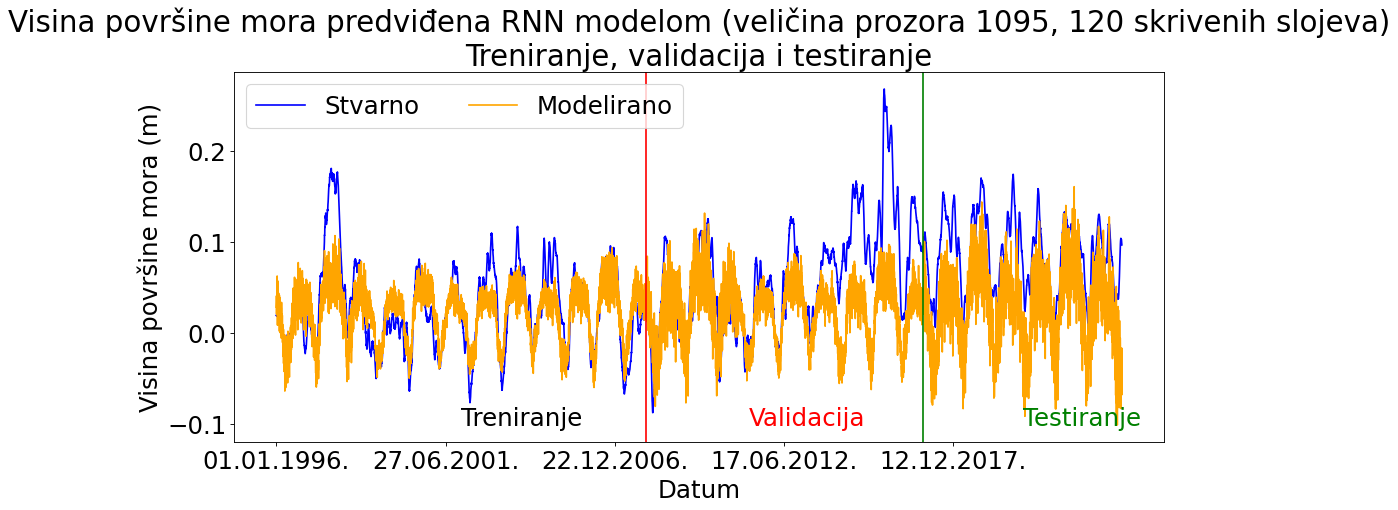 Visina površine mora predviđena RNN modelom (veličina prozora 1095, 120 skrivenih slojeva)
Treniranje, validacija i testiranje
Stvarno
Modelirano
Visina površine mora (m)
0.2
0.1
0.0
−0.1
Treniranje
Validacija
Testiranje
01.01.1996.
27.06.2001.
22.12.2006.
17.06.2012.
12.12.2017.
Datum